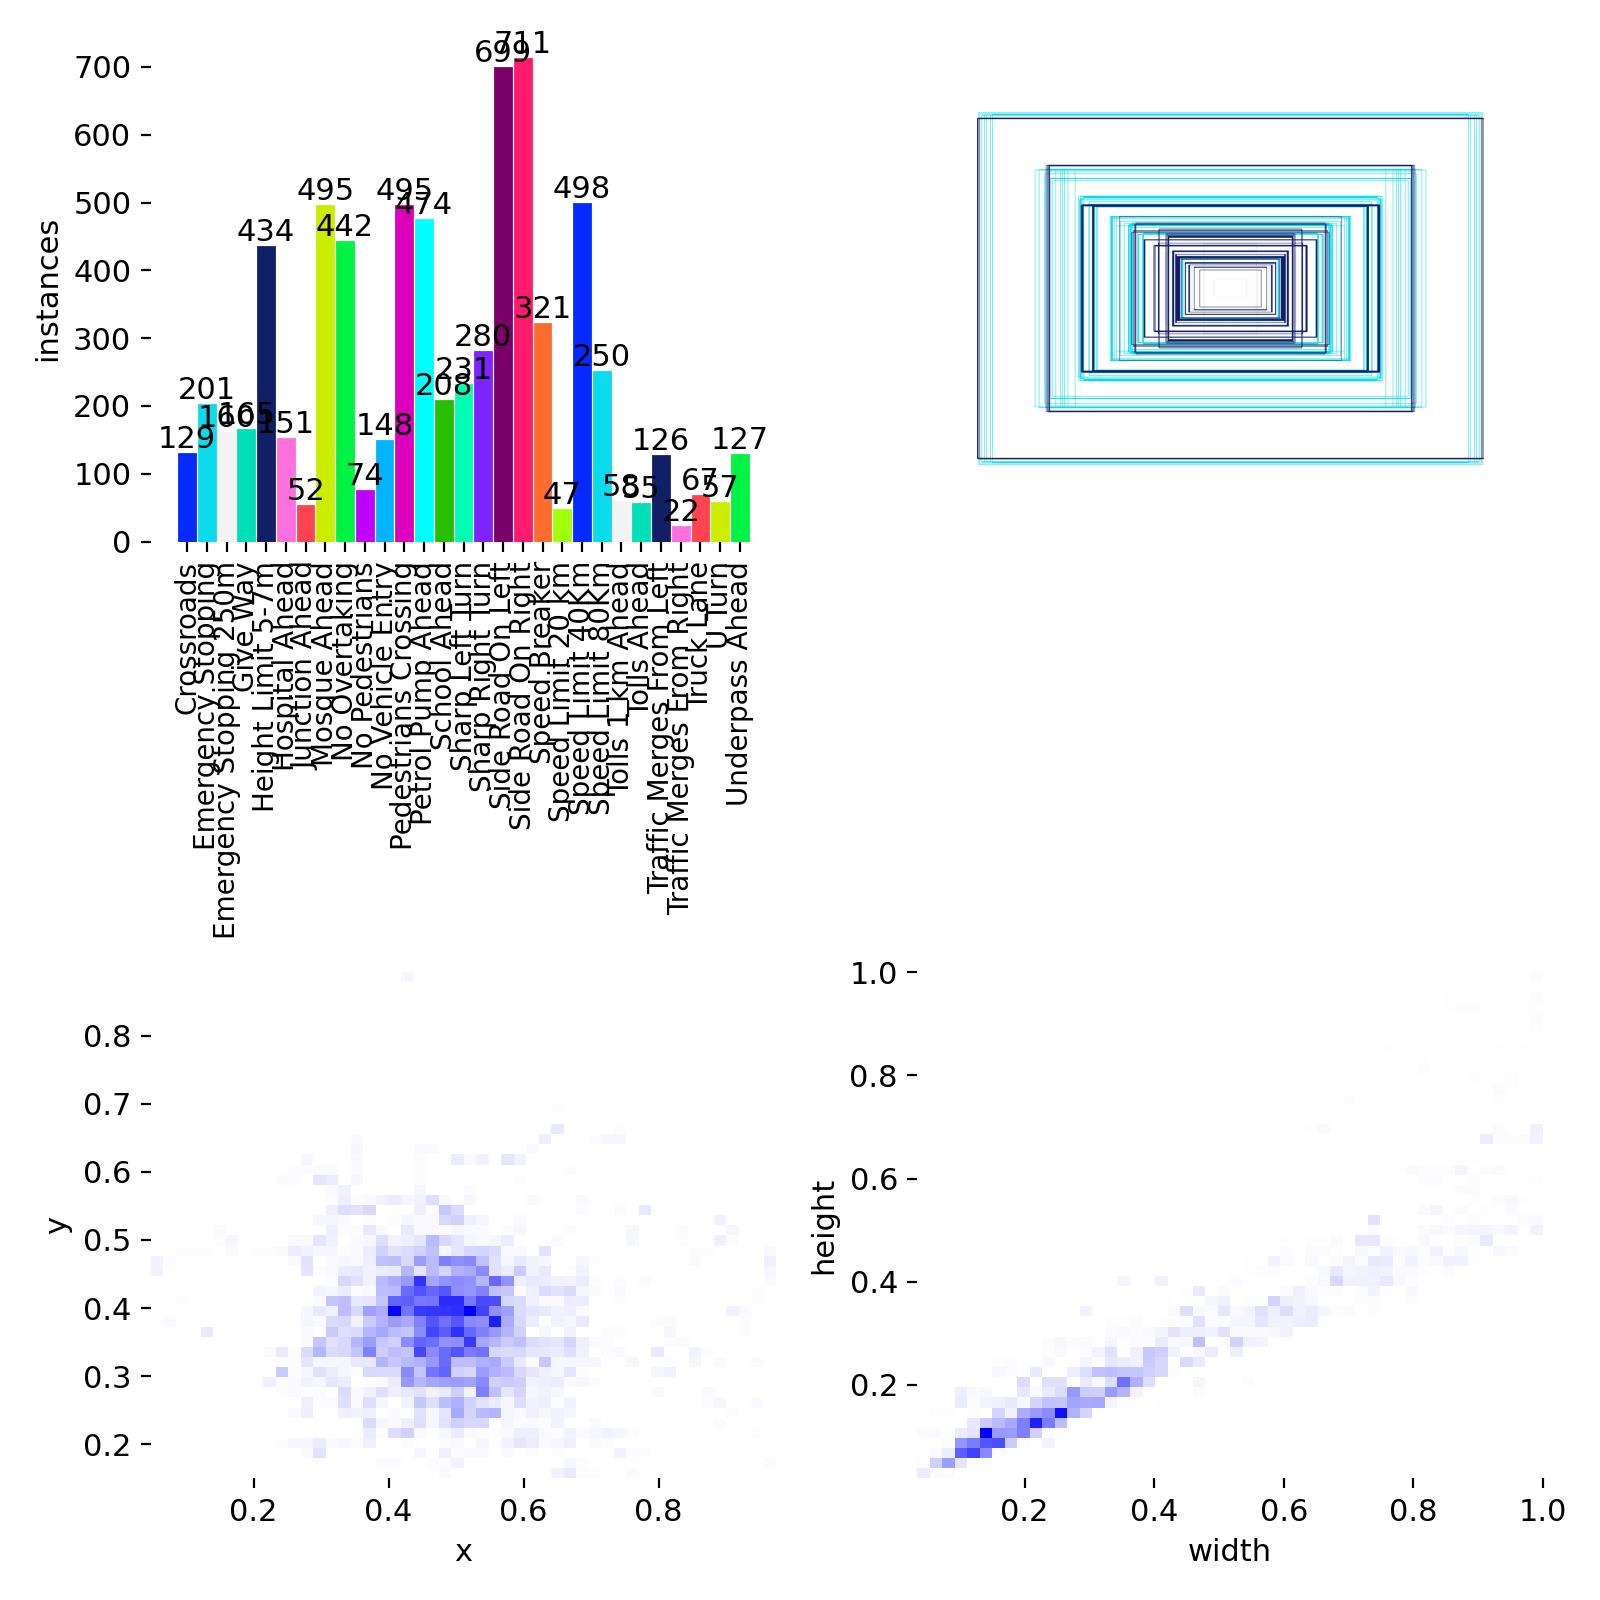 instances
700
600
500
400
300
200
100
0
129
201
165
434
151
52
495
442
74
148
495
474
208
231
280
699
711
321
47
498
250
55
126
22
67
57
127
Crossroads
Emergency Stopping
Emergency Stopping 250m
Give Way
Height Limit 5-7m
Hospital Ahead
Junction Ahead
Mosque Ahead
No Overtaking
No Pedestrians
No Vehicle Entry
Pedestrians Crossing
Petrol Pump Ahead
School Ahead
Sharp Left Turn
Sharp Right Turn
Side Road On Left
Side Road On Right
Speed Breaker
Speed Limit 20 km
Speed Limit 40Km
Speed Limit 80Km
Tolls 1 km Ahead
Tolls Ahead
Traffic Merges From Left
Traffic Merges From Right
Truck Lane
U Turn
Underpass Ahead
y
0.8
0.7
0.6
0.5
0.4
0.3
0.2
0.2
0.4
0.6
0.8
x
height
1.0
0.8
0.6
0.4
0.2
0.2
0.4
0.6
0.8
1.0
width